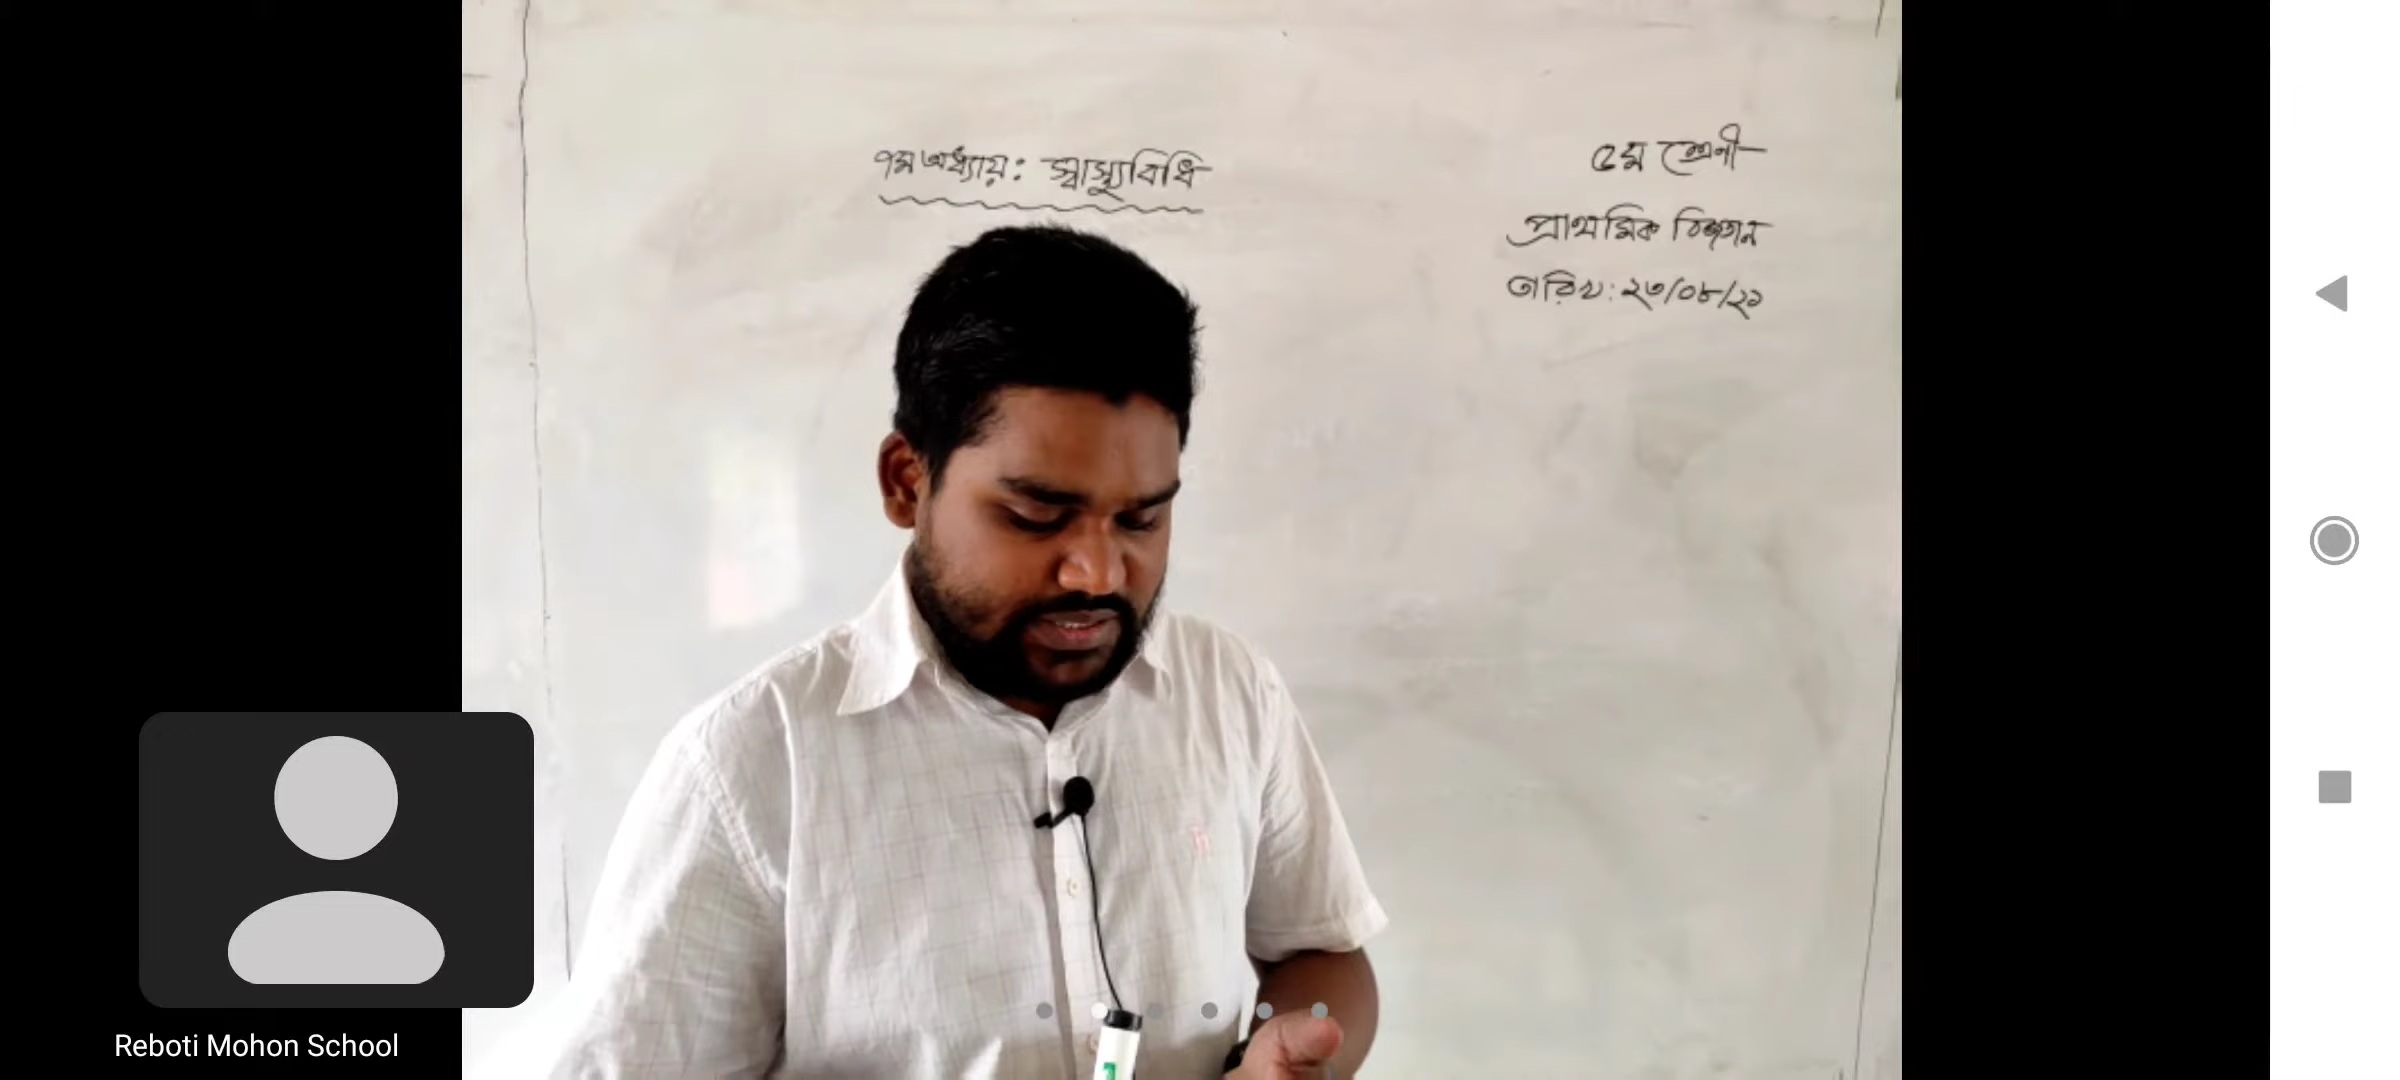 ৭ম অধ্যায়: স্বাস্থ্যবিধি
৫ম শ্রেণী
প্রাথমিক বিজ্ঞান
তারিখ: ২৩/০৮/২১
Reboti Mohon School